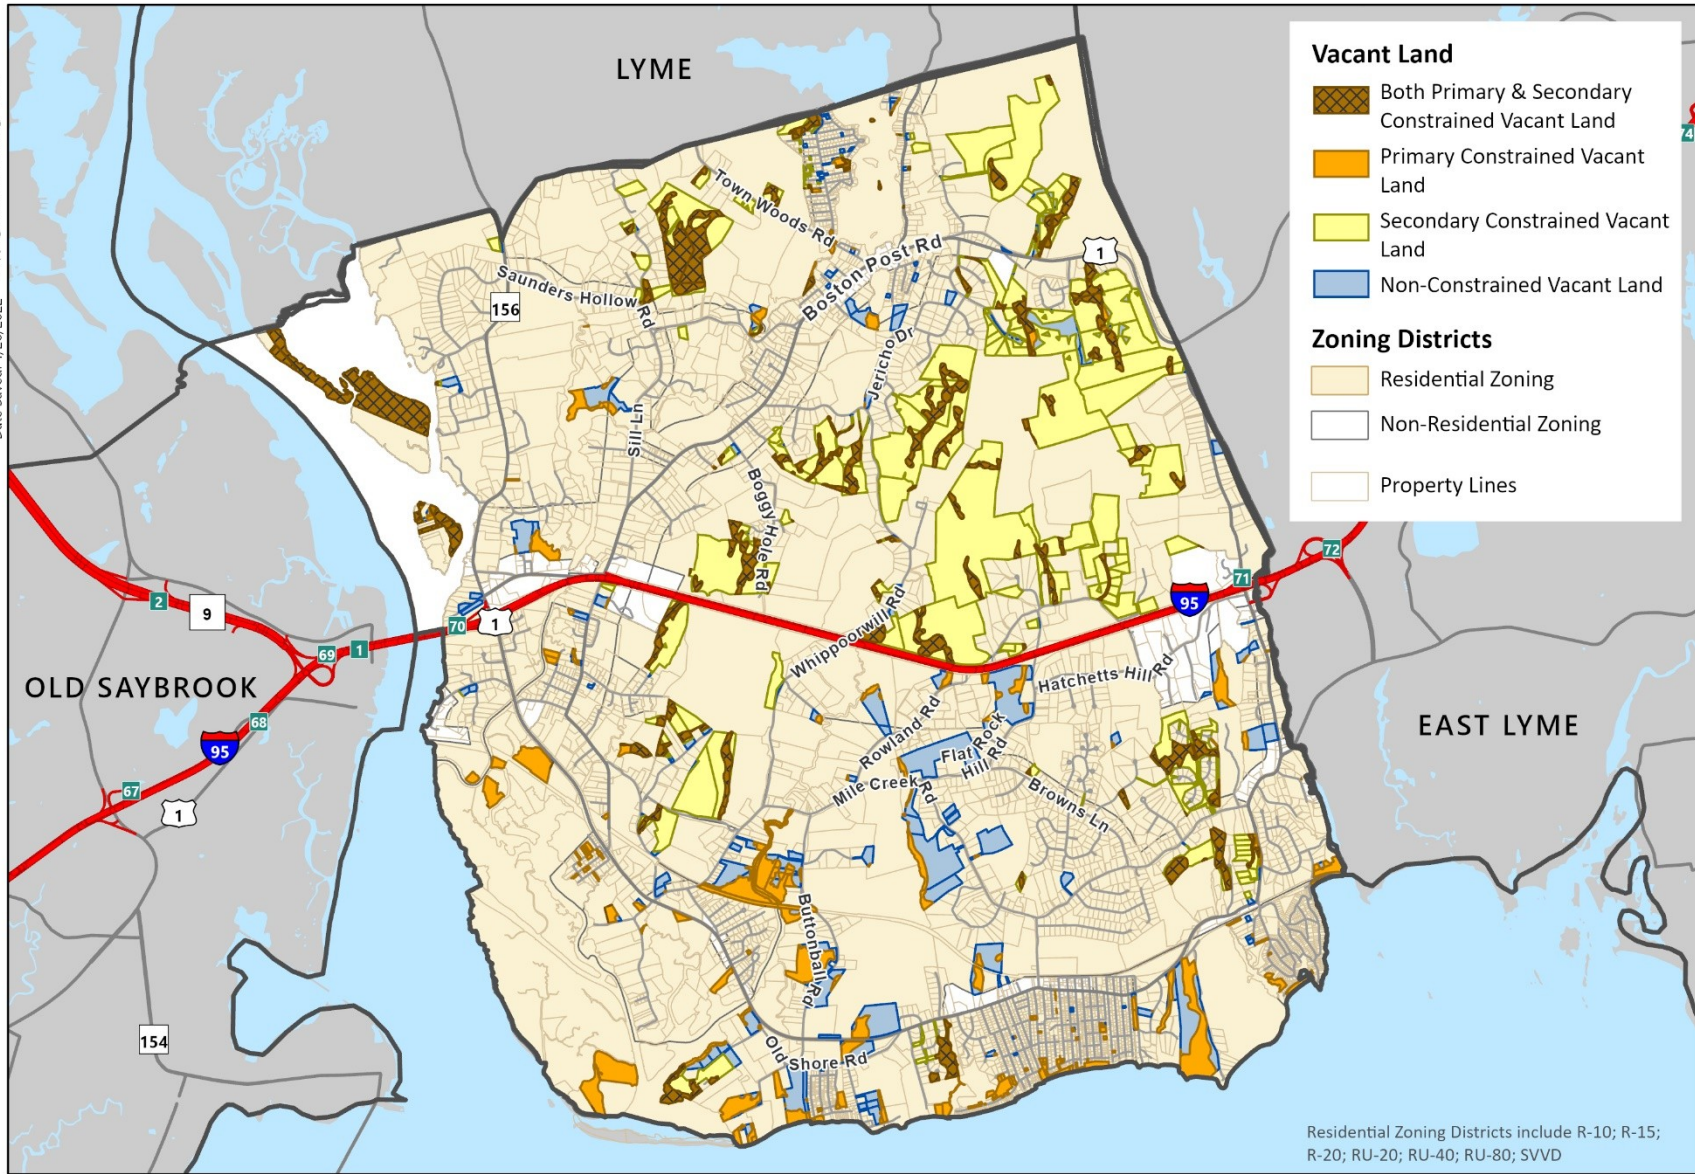 LYME
Vacant Land
Both Primary & Secondary
Constrained Vacant Land
Primary Constrained Vacant
Land
Secondary Constrained Vacant
Land
Non-Constrained Vacant Land
Zoning Districts
Residential Zoning
Non-Residential Zoning
Property Lines
74
Town Woods Rd
Boston Post Rd
1
Saunders Hollow Rd
156
Jericho Dr
Sill Ln
Boggy Hole Rd
72
71
95
2
9
70
1
69
1
Whippoorwill Rd
Hatchetts Hill Rd
OLD SAYBROOK
68
95
67
1
Rowland Rd
Flat Rock
Hill Rd
Mile Creek Rd
Browns Ln
EAST LYME
Buttonball Rd
154
Old Shore Rd
Residential Zoning Districts include R-10; R-15;
R-20; RU-20; RU-40; RU-80; SVVD